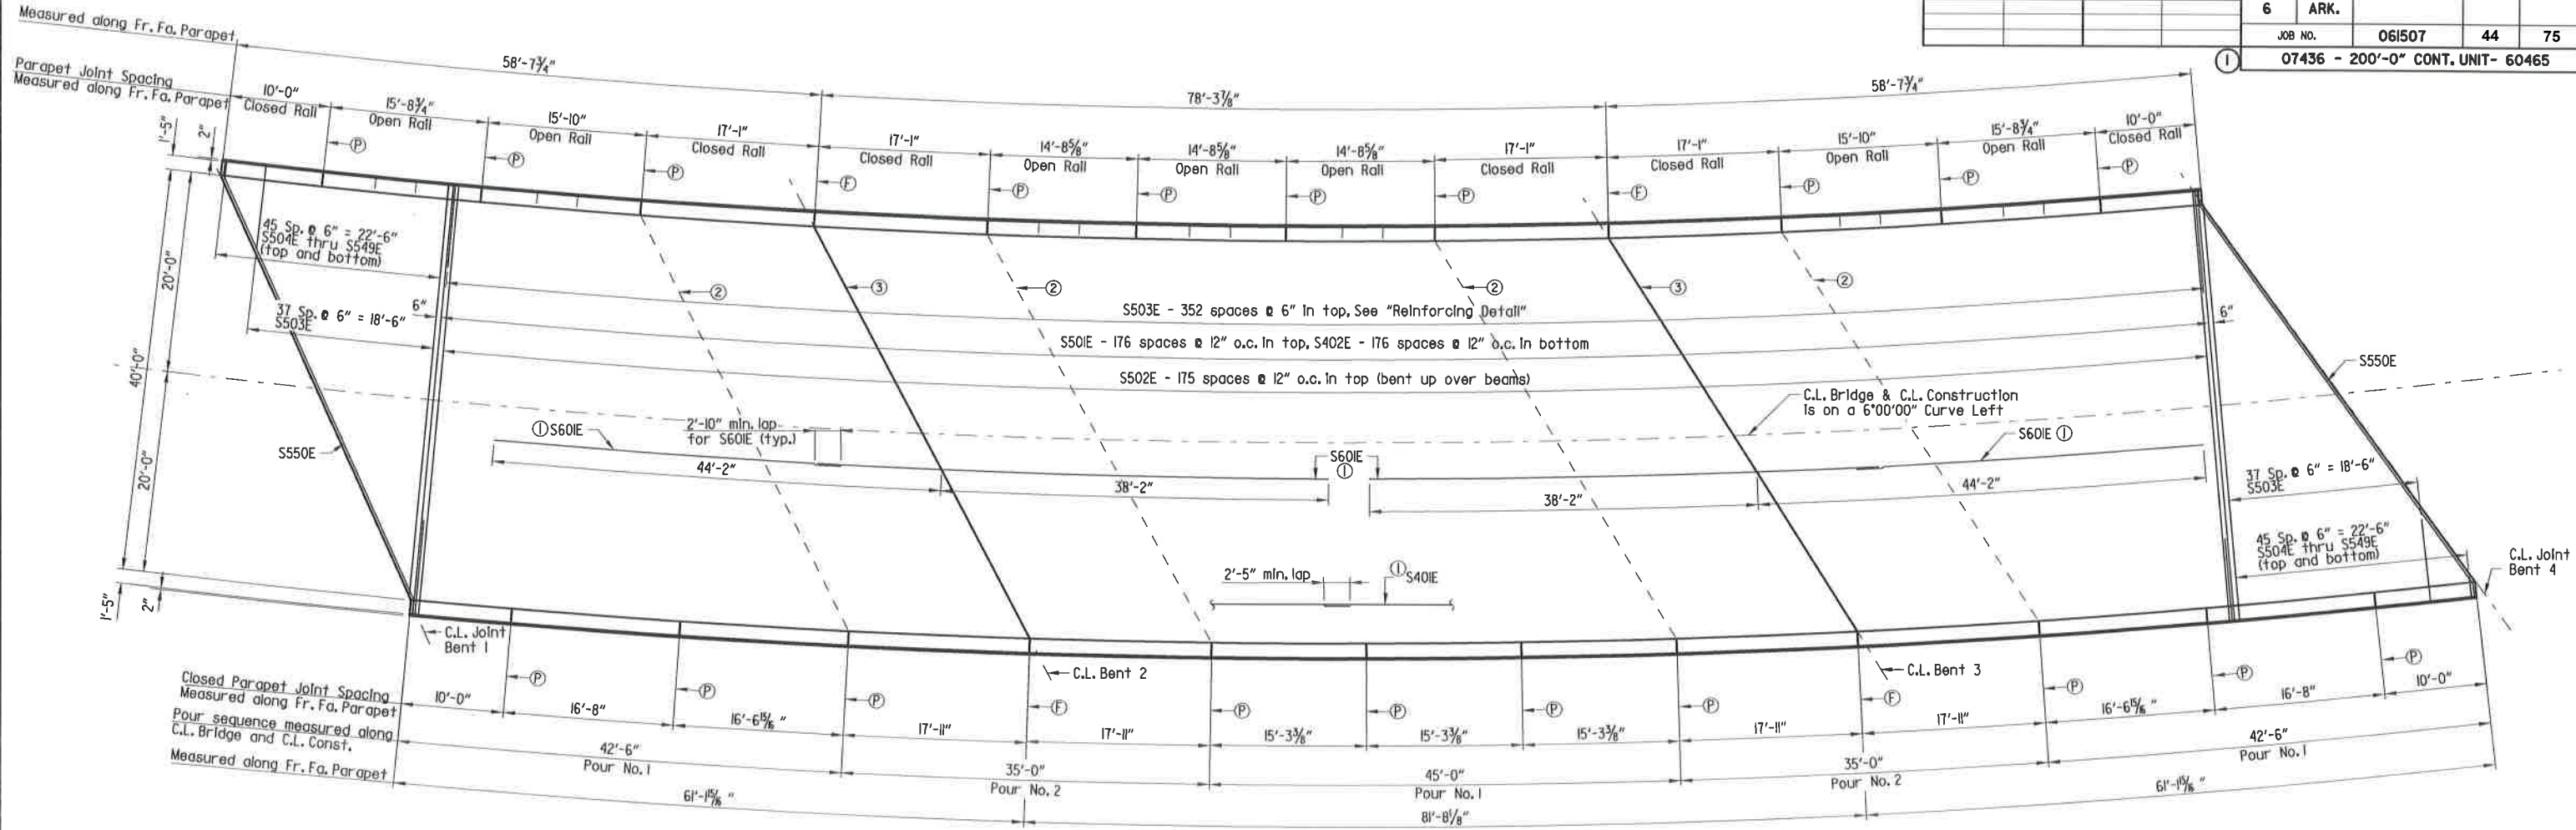 6 ARK.
JOB NO. 061507 44 75
① 07436 - 200'-0" CONT. UNIT- 60465
Measured along Fr. Fa. Parapet
58'-7¾"
78'-3⅞"
58'-7¾"
Parapet Joint Spacing
Measured along Fr. Fa. Parapet
10'-0"
Closed Rail
15'-8¾"
Open Rail
15'-10"
Open Rail
17'-1"
Closed Rail
17'-1"
Closed Rail
14'-8⅝"
Open Rail
14'-8⅝"
Open Rail
14'-8⅝"
Open Rail
17'-1"
Closed Rail
17'-1"
Closed Rail
15'-10"
Open Rail
15'-8¾"
Open Rail
10'-0"
Closed Rail
1'-5"
2"
Ⓟ
Ⓟ
Ⓟ
Ⓕ
Ⓟ
Ⓟ
Ⓟ
Ⓟ
Ⓕ
Ⓟ
Ⓟ
Ⓟ
45 Sp. @ 6" = 22'-6"
S504E thru S549E
(top and bottom)
20'-0"
40'-0"
20'-0"
37 Sp. @ 6" = 18'-6"
S503E
6"
②
③
②
②
③
②
S503E - 352 spaces @ 6" in top, See "Reinforcing Detail"
6"
S501E - 176 spaces @ 12" o.c. in top, S402E - 176 spaces @ 12" o.c. in bottom
S502E - 175 spaces @ 12" o.c. in top (bent up over beams)
S550E
C.L. Bridge & C.L. Construction
is on a 6°00'00" Curve Left
2'-10" min. lap
for S601E (typ.)
① S601E
S601E ①
S550E
S601E
①
44'-2"
38'-2"
38'-2"
44'-2"
37 Sp. @ 6" = 18'-6"
S503E
45 Sp. @ 6" = 22'-6"
S504E thru S549E
(top and bottom)
C.L. Joint
Bent 4
2'-5" min. lap
① S401E
1'-5"
2"
C.L. Joint
Bent 1
C.L. Bent 2
C.L. Bent 3
Ⓟ
Ⓟ
Ⓟ
Ⓕ
Ⓟ
Ⓟ
Ⓟ
Ⓟ
Ⓕ
Ⓟ
Ⓟ
Ⓟ
Closed Parapet Joint Spacing
Measured along Fr. Fa. Parapet
10'-0"
16'-8"
16'-6¹⁵⁄₁₆"
17'-11"
17'-11"
15'-3⅜"
15'-3⅜"
15'-3⅜"
17'-11"
17'-11"
16'-6¹⁵⁄₁₆"
16'-8"
10'-0"
Pour sequence measured along
C.L. Bridge and C.L. Const.
42'-6"
Pour No. 1
35'-0"
Pour No. 2
45'-0"
Pour No. 1
35'-0"
Pour No. 2
42'-6"
Pour No. 1
Measured along Fr. Fa. Parapet
61'-1¹⁵⁄₁₆"
81'-8⅛"
61'-1¹⁵⁄₁₆"